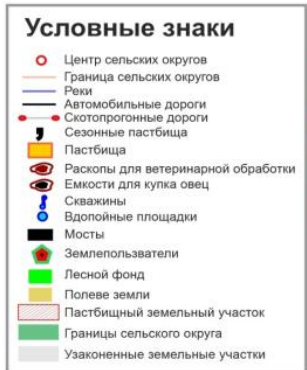 Условные знаки
Центр сельских округов
Граница сельских округов
Реки
Автомобильные дороги
Скотопрогонные дороги
Сезонные пастбища
Пастбища
Раскопы для ветеринарной обработки
Емкости для купка овец
Скважины
Вдопойные площадки
Мосты
Землепользватели
Лесной фонд
Полеве земли
Пастбищный земельный участок
Границы сельского округа
Узаконенные земельные участки